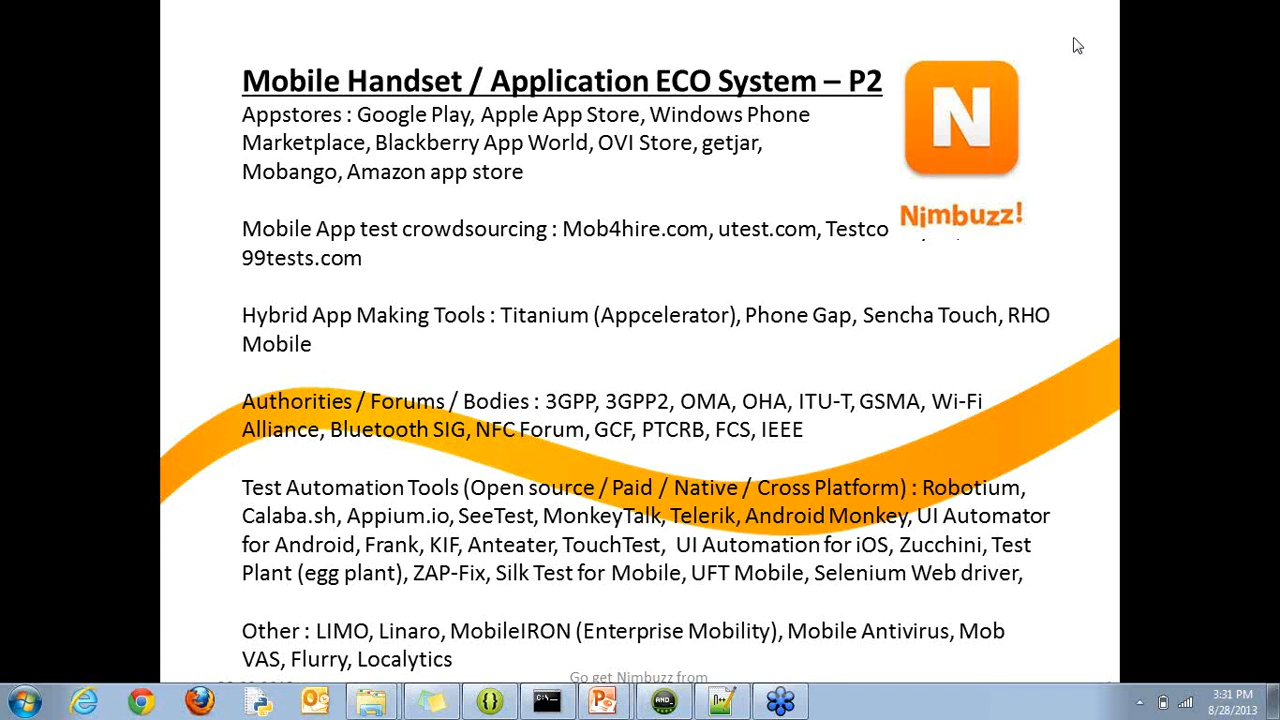 Mobile Handset / Application ECO System – P2
Appstores : Google Play, Apple App Store, Windows Phone
Marketplace, Blackberry App World, OVI Store, getjar,
Mobango, Amazon app store
N
Nimbuzz!
Mobile App test crowdsourcing : Mob4hire.com, utest.com, Testco
99tests.com
Hybrid App Making Tools : Titanium (Appcelerator), Phone Gap, Sencha Touch, RHO
Mobile
Authorities / Forums / Bodies : 3GPP, 3GPP2, OMA, OHA, ITU-T, GSMA, Wi-Fi
Alliance, Bluetooth SIG, NFC Forum, GCF, PTCRB, FCS, IEEE
Test Automation Tools (Open source / Paid / Native / Cross Platform) : Robotium,
Calaba.sh, Appium.io, SeeTest, MonkeyTalk, Telerik, Android Monkey, UI Automator
for Android, Frank, KIF, Anteater, TouchTest, UI Automation for iOS, Zucchini, Test
Plant (egg plant), ZAP-Fix, Silk Test for Mobile, UFT Mobile, Selenium Web driver,
Other : LIMO, Linaro, MobileIRON (Enterprise Mobility), Mobile Antivirus, Mob
VAS, Flurry, Localytics
Go get Nimbuzz from
3:31 PM
8/28/2013